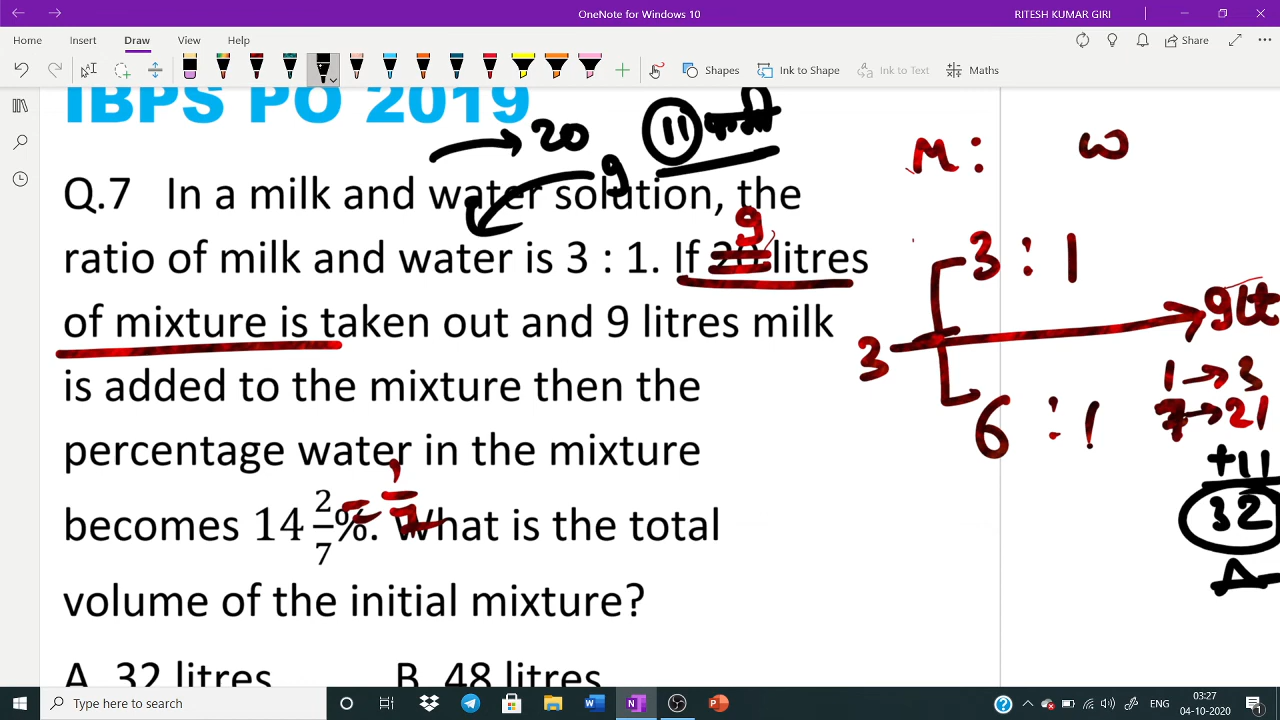 OneNote for Windows 10
RITESH KUMAR GIRI
Home Insert Draw View Help
Share
Shapes Ink to Shape Ink to Text Maths
IBPS PO 2019
20
11
9
M: W
Q.7 In a milk and water solution, the
9
ratio of milk and water is 3 : 1. If 20 litres
3 : 1
of mixture is taken out and 9 litres milk
9lt
3
is added to the mixture then the
1 → 3
6 : 1
7 → 21
percentage water in the mixture
+11
becomes 14 2/7 %. What is the total
= 1/7
32
A
volume of the initial mixture?
A. 32 litres B. 48 litres
Type here to search
ENG
03:27
04-10-2020